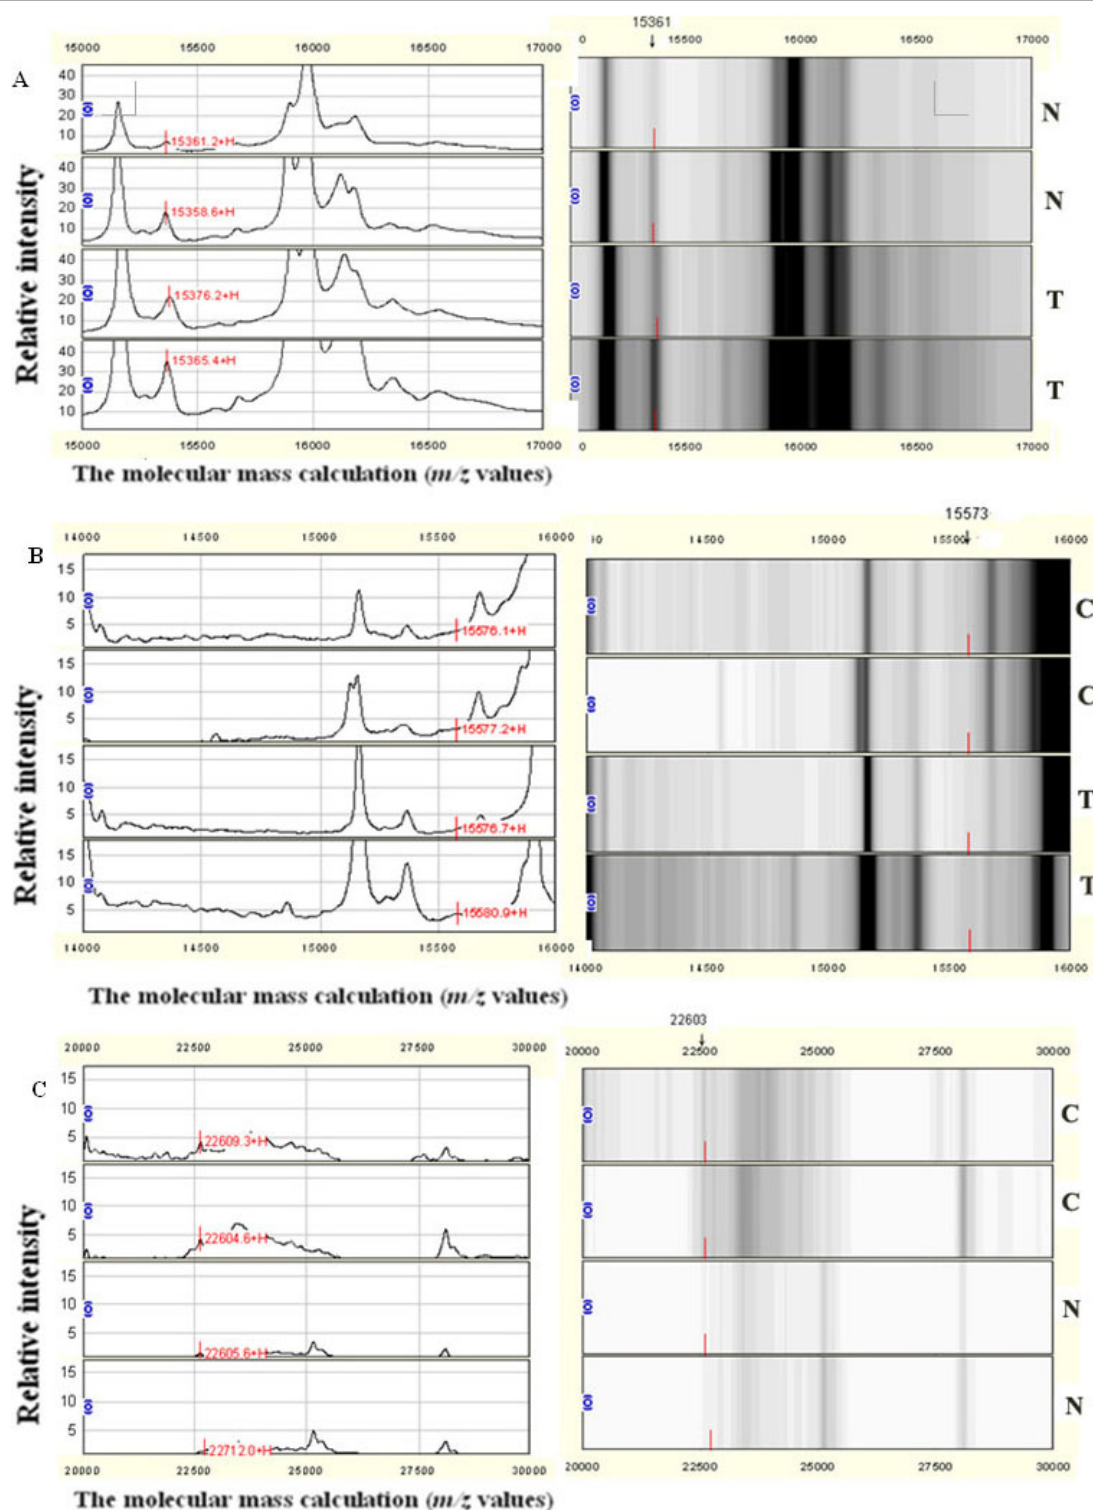 15361
15000 15500 16000 16500 17000
0 15500 16000 16500 17000
A
40
30
20
10
15361.2+H
N
40
30
20
10
15358.6+H
N
40
30
20
10
15376.2+H
T
40
30
20
10
15365.4+H
T
Relative intensity
15000 15500 16000 16500 17000
0 15500 16000 16500 17000
The molecular mass calculation (m/z values)
15573
14000 14500 15000 15500 16000
00 14500 15000 15500 16000
B
15
10
5
15576.1+H
C
15
10
5
15577.2+H
C
15
10
5
15576.7+H
T
15
10
5
15580.9+H
T
Relative intensity
14000 14500 15000 15500 16000
14000 14500 15000 15500 16000
The molecular mass calculation (m/z values)
22603
20000 22500 25000 27500 30000
20000 22500 25000 27500 30000
C
15
10
5
22609.3+H
C
15
10
5
22604.6+H
C
15
10
5
22605.6+H
N
15
10
5
22712.0+H
N
Relative intensity
20000 22500 25000 27500 30000
20000 22500 25000 27500 30000
The molecular mass calculation (m/z values)